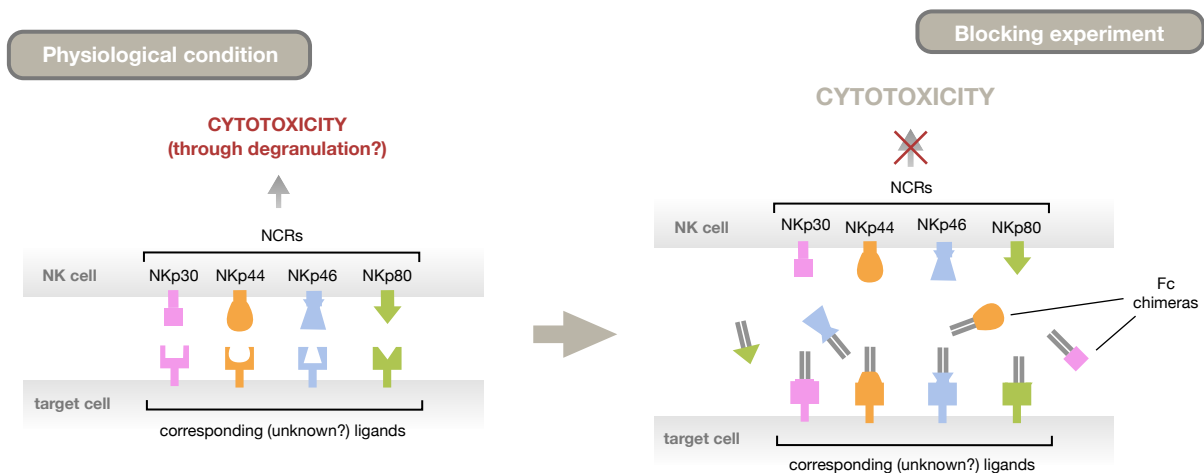 Physiological condition
CYTOTOXICITY
(through degranulation?)
NCRs
NK cell
NKp30
NKp44
NKp46
NKp80
target cell
corresponding (unknown?) ligands
Blocking experiment
CYTOTOXICITY
NCRs
NK cell
NKp30
NKp44
NKp46
NKp80
Fc
chimeras
target cell
corresponding (unknown?) ligands